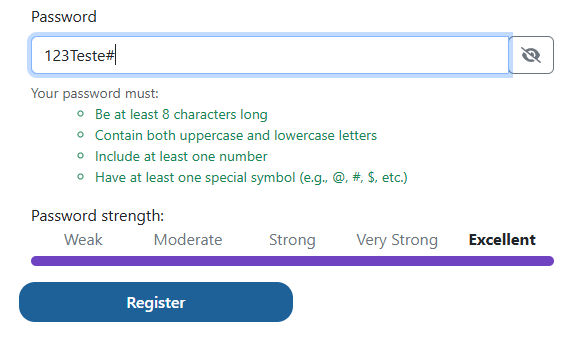 Password
123Teste#
Your password must:
Be at least 8 characters long
Contain both uppercase and lowercase letters
Include at least one number
Have at least one special symbol (e.g., @, #, $, etc.)
Password strength:
Weak Moderate Strong Very Strong Excellent
Register